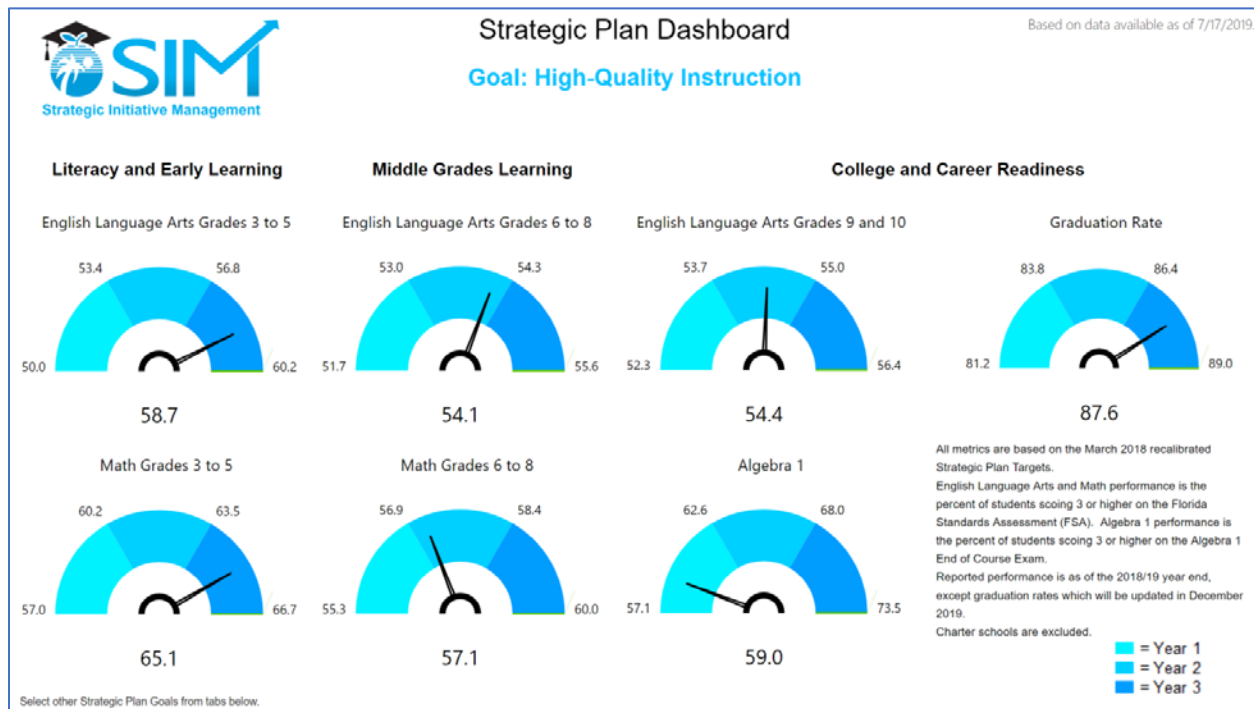 SIM
Strategic Initiative Management
Strategic Plan Dashboard
Goal: High-Quality Instruction
Based on data available as of 7/17/2019.
Literacy and Early Learning
Middle Grades Learning
College and Career Readiness
English Language Arts Grades 3 to 5
53.4
56.8
50.0
60.2
58.7
English Language Arts Grades 6 to 8
53.0
54.3
51.7
55.6
54.1
English Language Arts Grades 9 and 10
53.7
55.0
52.3
56.4
54.4
Graduation Rate
83.8
86.4
81.2
89.0
87.6
Math Grades 3 to 5
60.2
63.5
57.0
66.7
65.1
Math Grades 6 to 8
56.9
58.4
55.3
60.0
57.1
Algebra 1
62.6
68.0
57.1
73.5
59.0
All metrics are based on the March 2018 recalibrated
Strategic Plan Targets.
English Language Arts and Math performance is the
percent of students scoing 3 or higher on the Florida
Standards Assessment (FSA). Algebra 1 performance is
the percent of students scoing 3 or higher on the Algebra 1
End of Course Exam.
Reported performance is as of the 2018/19 year end,
except graduation rates which will be updated in December
2019.
Charter schools are excluded.
= Year 1
= Year 2
= Year 3
Select other Strategic Plan Goals from tabs below.